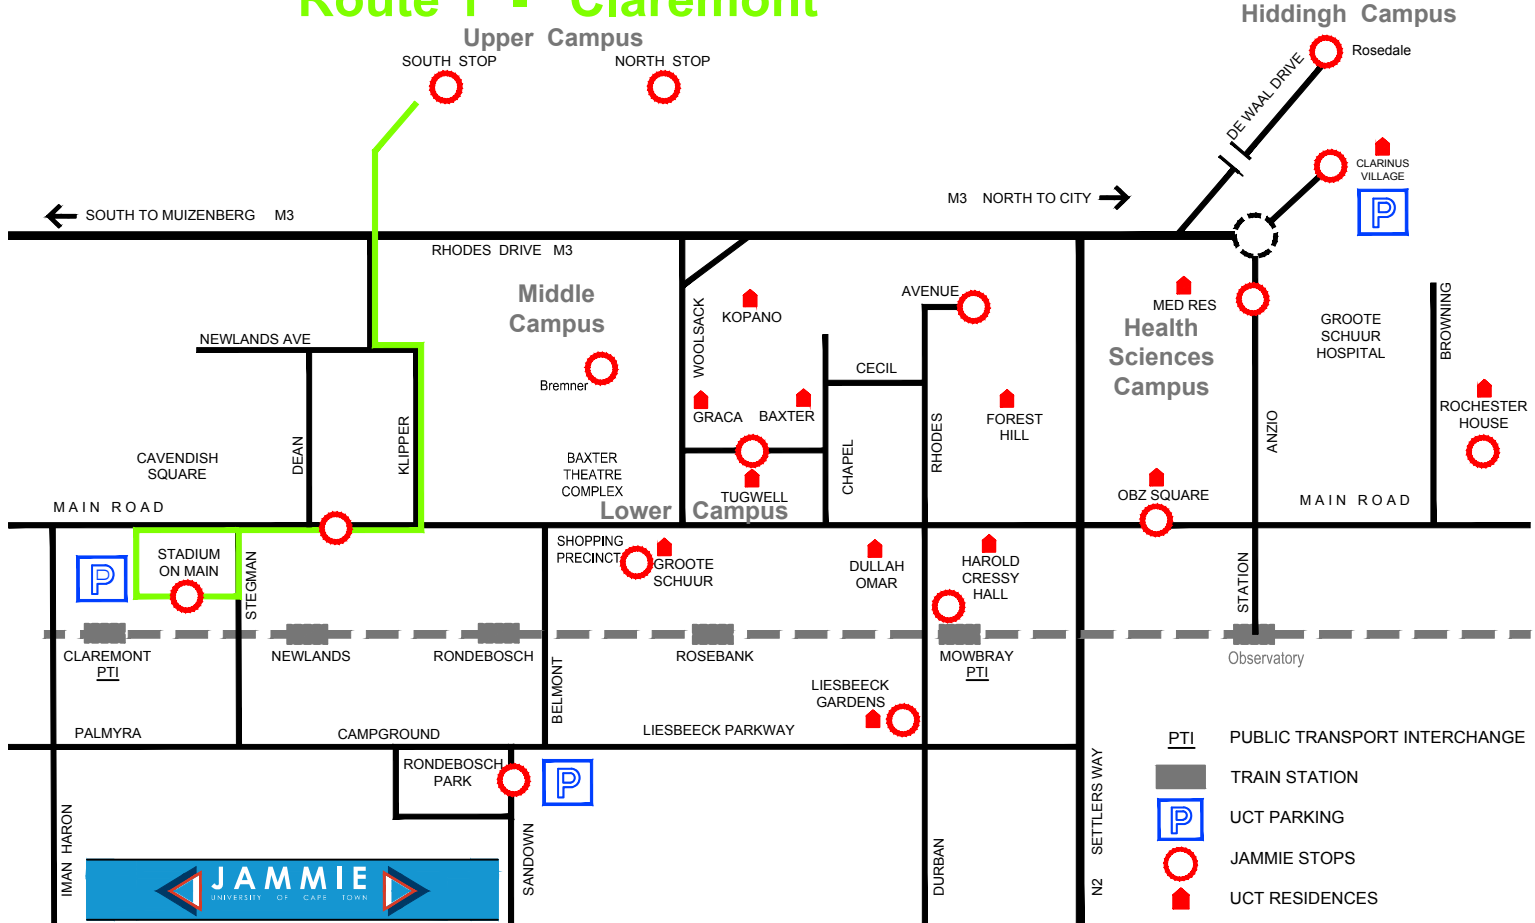 Route 1 - Claremont
Hiddingh Campus
Upper Campus
SOUTH STOP
NORTH STOP
Rosedale
DE WAAL DRIVE
CLARINUS
VILLAGE
P
M3 NORTH TO CITY
SOUTH TO MUIZENBERG M3
RHODES DRIVE M3
Middle
Campus
WOOLSACK
KOPANO
AVENUE
MED RES
Health
Sciences
Campus
GROOTE
SCHUUR
HOSPITAL
BROWNING
NEWLANDS AVE
Bremner
CECIL
GRACA
BAXTER
FOREST
HILL
ROCHESTER
HOUSE
DEAN
KLIPPER
CHAPEL
RHODES
ANZIO
CAVENDISH
SQUARE
BAXTER
THEATRE
COMPLEX
TUGWELL
OBZ SQUARE
MAIN ROAD
MAIN ROAD
Lower Campus
P
STADIUM
ON MAIN
STEGMAN
SHOPPING
PRECINCT
GROOTE
SCHUUR
DULLAH
OMAR
HAROLD
CRESSY
HALL
STATION
CLAREMONT
PTI
NEWLANDS
RONDEBOSCH
BELMONT
ROSEBANK
MOWBRAY
PTI
Observatory
LIESBEECK
GARDENS
PALMYRA
CAMPGROUND
LIESBEECK PARKWAY
RONDEBOSCH
PARK
P
IMAN HARON
SANDOWN
DURBAN
N2 SETTLERS WAY
PTI PUBLIC TRANSPORT INTERCHANGE
TRAIN STATION
P UCT PARKING
JAMMIE STOPS
UCT RESIDENCES
JAMMIE
UNIVERSITY OF CAPE TOWN